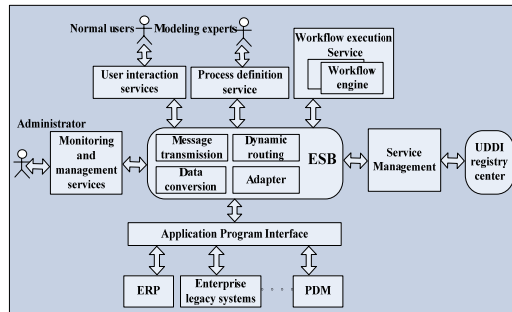 Normal users
Modeling experts
Workflow execution
Service
Workflow
engine
User interaction
services
Process definition
service
Administrator
Monitoring
and
management
services
Message
transmission
Dynamic
routing
ESB
Data
conversion
Adapter
Service
Management
UDDI
registry
center
Application Program Interface
ERP
Enterprise
legacy systems
. . . .
PDM